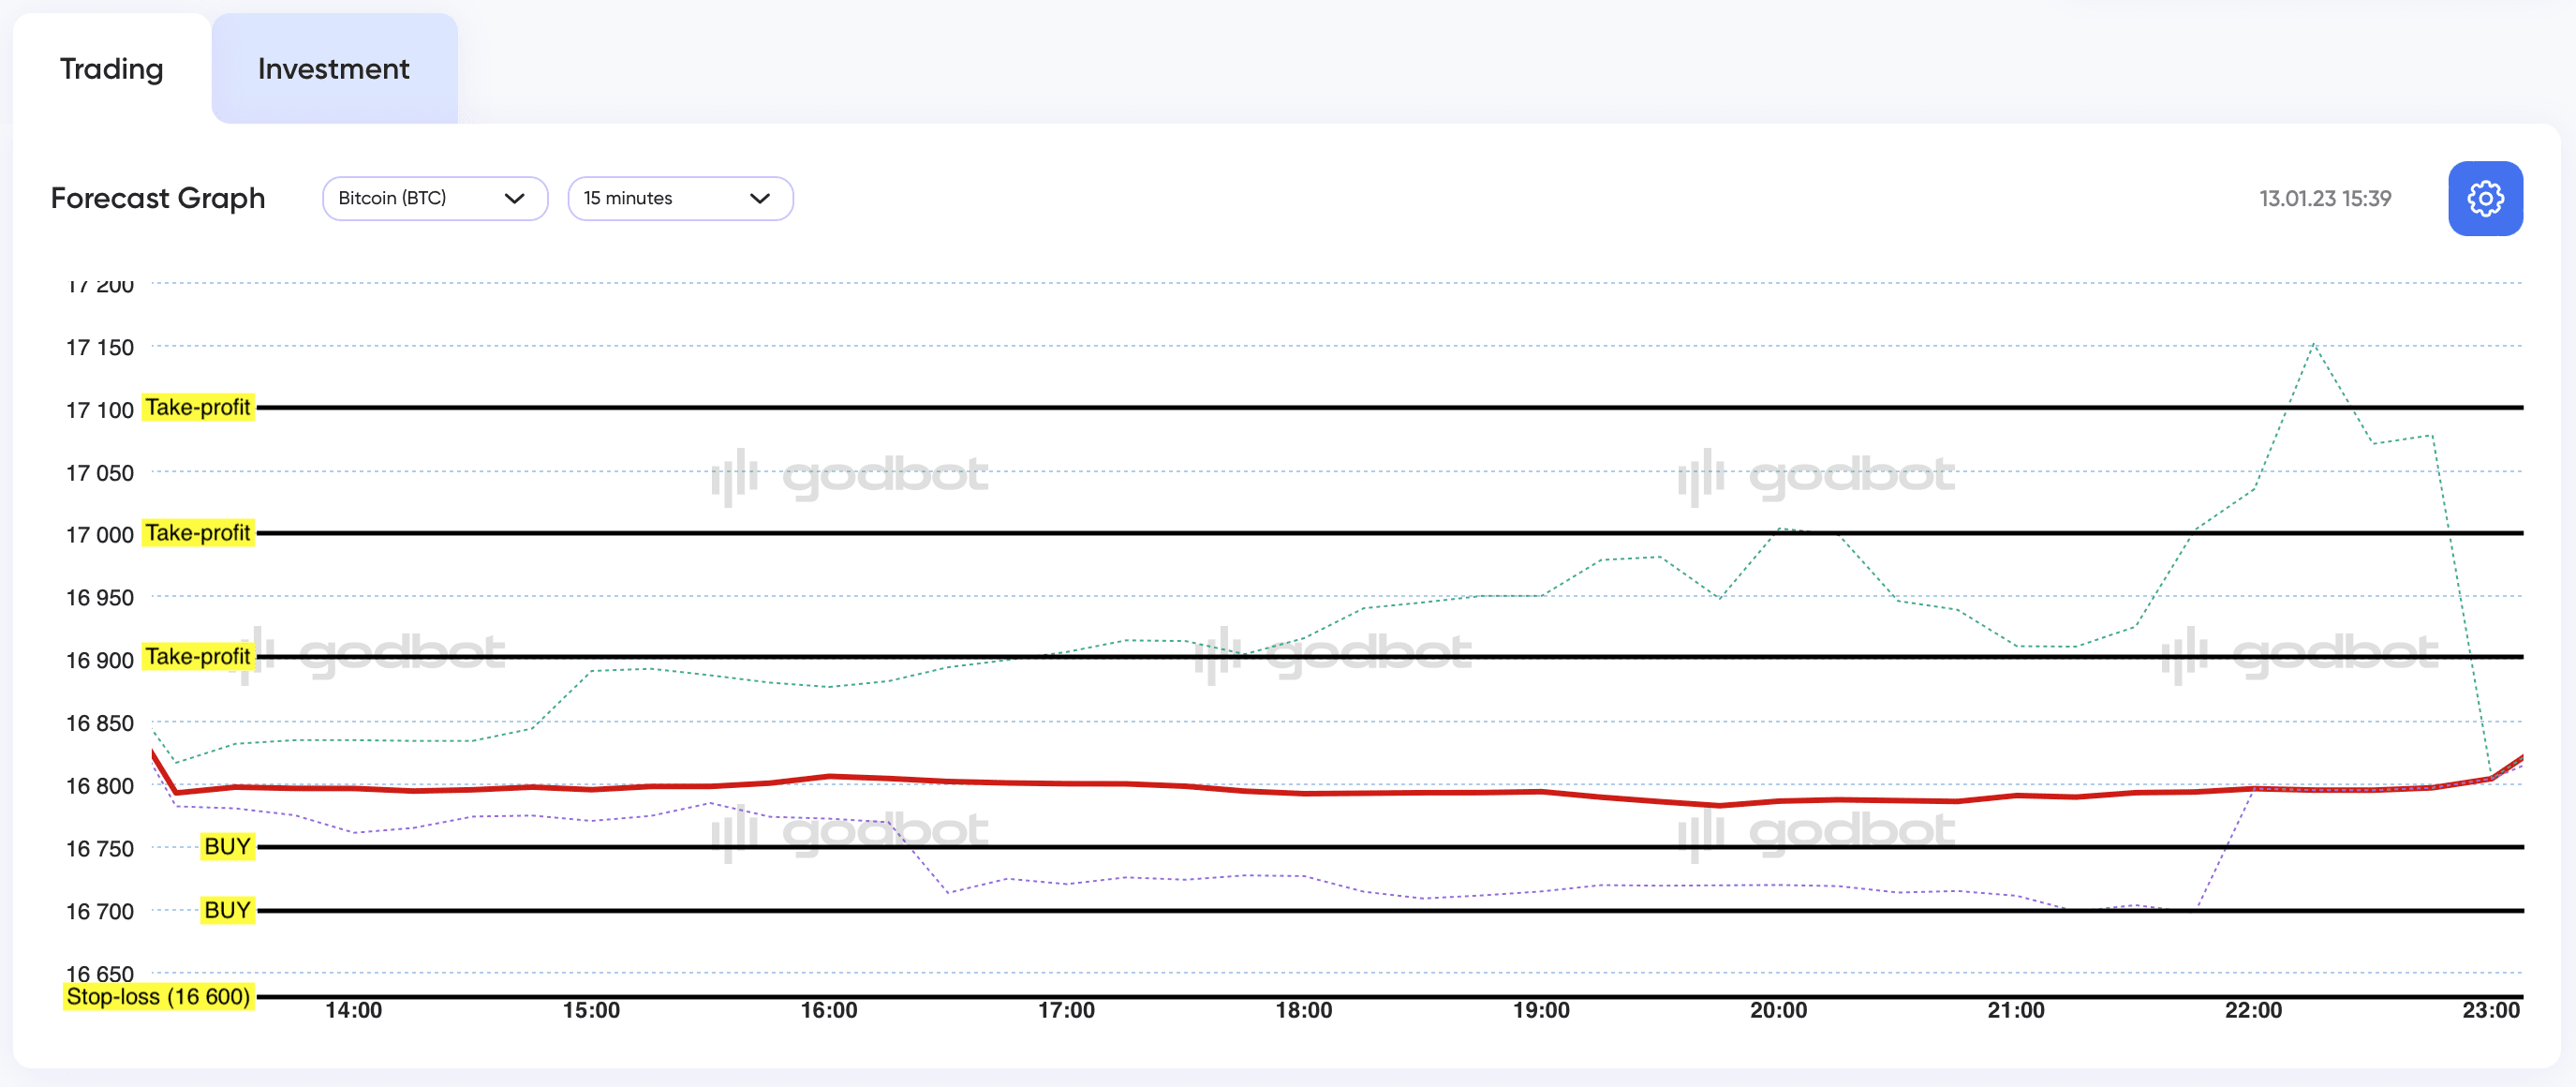 Trading
Investment
Forecast Graph
Bitcoin (BTC)
15 minutes
13.01.23 15:39
17 200
17 150
17 100 Take-profit
17 050
godbot godbot
17 000 Take-profit
16 950
16 900 Take-profit
godbot godbot godbot
16 850
16 800
godbot godbot
16 750 BUY
16 700 BUY
16 650
Stop-loss (16 600)
14:00 15:00 16:00 17:00 18:00 19:00 20:00 21:00 22:00 23:00